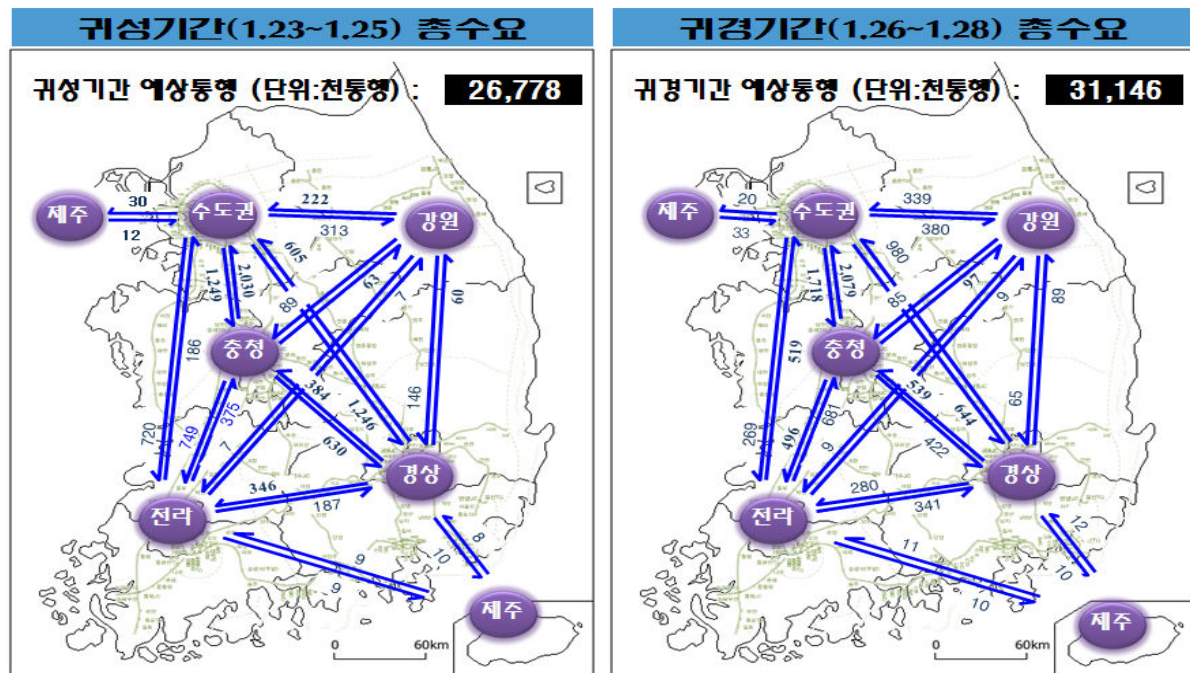 귀성기간(1.23~1.25) 총수요
귀성기간 예상통행 (단위:천통행) : 26,778
제주
수도권
강원
충청
경상
전라
제주
30
12
222
313
605
89
2,030
1,249
63
7
60
146
186
720
749
375
7
384
1,246
630
346
187
9
9
8
10
0 60km
귀경기간(1.26~1.28) 총수요
귀경기간 예상통행 (단위:천통행) : 31,146
제주
수도권
강원
충청
경상
전라
제주
20
33
339
380
980
85
2,079
1,718
97
9
89
65
519
269
496
681
9
539
644
422
280
341
11
10
12
10
0 60km